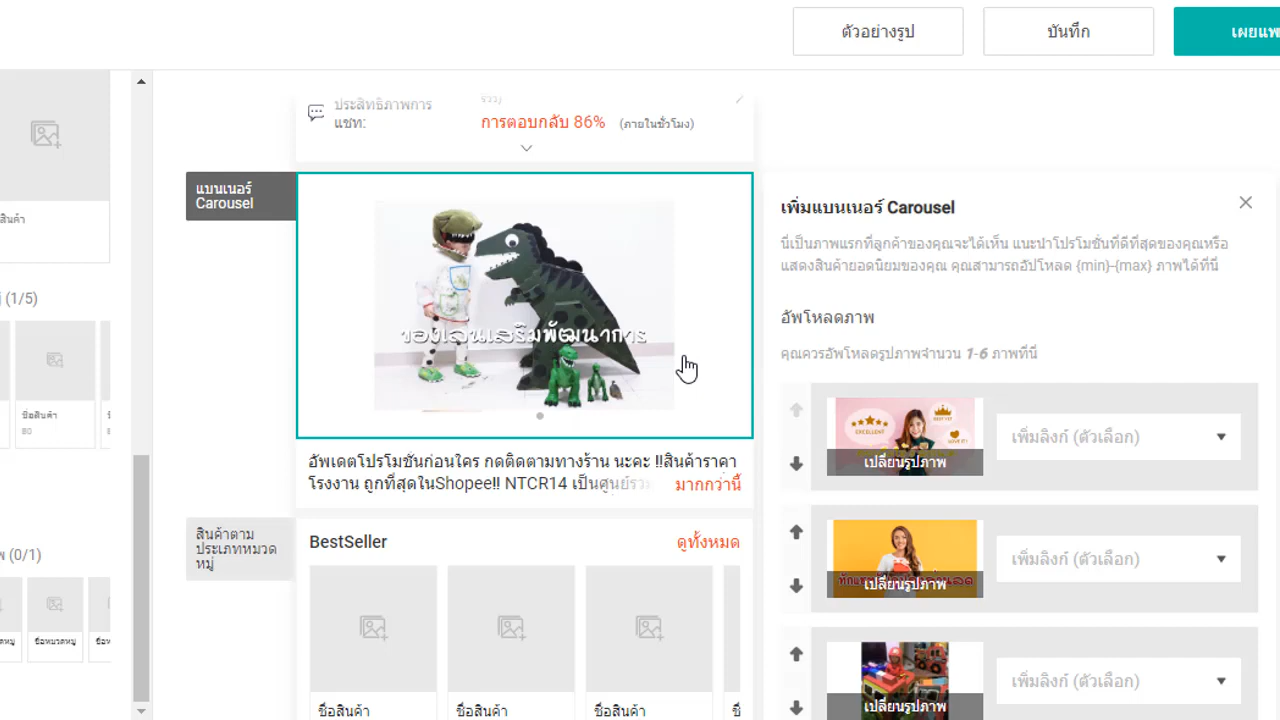 ตัวอย่างรูป
บันทึก
ประสิทธิภาพการ
แชท:
การตอบกลับ 86% (ภายในชั่วโมง)
แบนเนอร์
Carousel
ของเล่นเสริมพัฒนาการ
อัพเดตโปรโมชันก่อนใคร กดติดตามทางร้าน นะคะ !!สินค้าราคา
โรงงาน ถูกที่สุดในShopee!! NTCR14 เป็นศูนย์รวม
มากกว่านี้
สินค้าตาม
ประเภทหมวด
หมู่
BestSeller
ดูทั้งหมด
ชื่อสินค้า
ชื่อสินค้า
ชื่อสินค้า
(1/5)
ชื่อสินค้า
80
(0/1)
ชื่อหมวดหมู่
เพิ่มแบนเนอร์ Carousel
นี่เป็นภาพแรกที่ลูกค้าของคุณจะได้เห็น แนะนำโปรโมชั่นที่ดีที่สุดของคุณหรือ
แสดงสินค้ายอดนิยมของคุณ คุณสามารถอัปโหลด {min}-{max} ภาพได้ที่นี่
อัพโหลดภาพ
คุณควรอัพโหลดรูปภาพจำนวน 1-6 ภาพที่นี่
EXCELLENT
เปลี่ยนรูปภาพ
เพิ่มลิงก์ (ตัวเลือก)
เปลี่ยนรูปภาพ
เพิ่มลิงก์ (ตัวเลือก)
เปลี่ยนรูปภาพ
เพิ่มลิงก์ (ตัวเลือก)